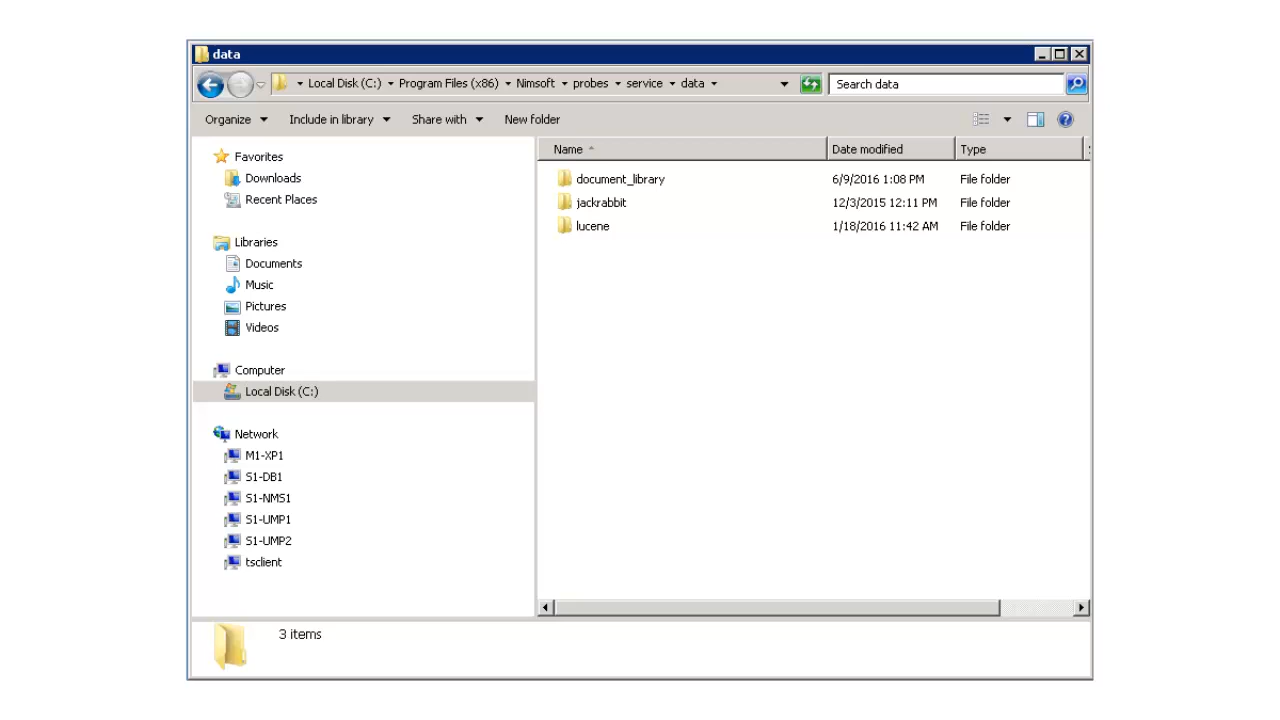 data
Local Disk (C:) Program Files (x86) Nimsoft probes service data
Search data
Organize Include in library Share with New folder
Favorites
Downloads
Recent Places
Libraries
Documents
Music
Pictures
Videos
Computer
Local Disk (C:)
Network
M1-XP1
S1-DB1
S1-NMS1
S1-UMP1
S1-UMP2
tsclient
Name Date modified Type
document_library 6/9/2016 1:08 PM File folder
jackrabbit 12/3/2015 12:11 PM File folder
lucene 1/18/2016 11:42 AM File folder
3 items